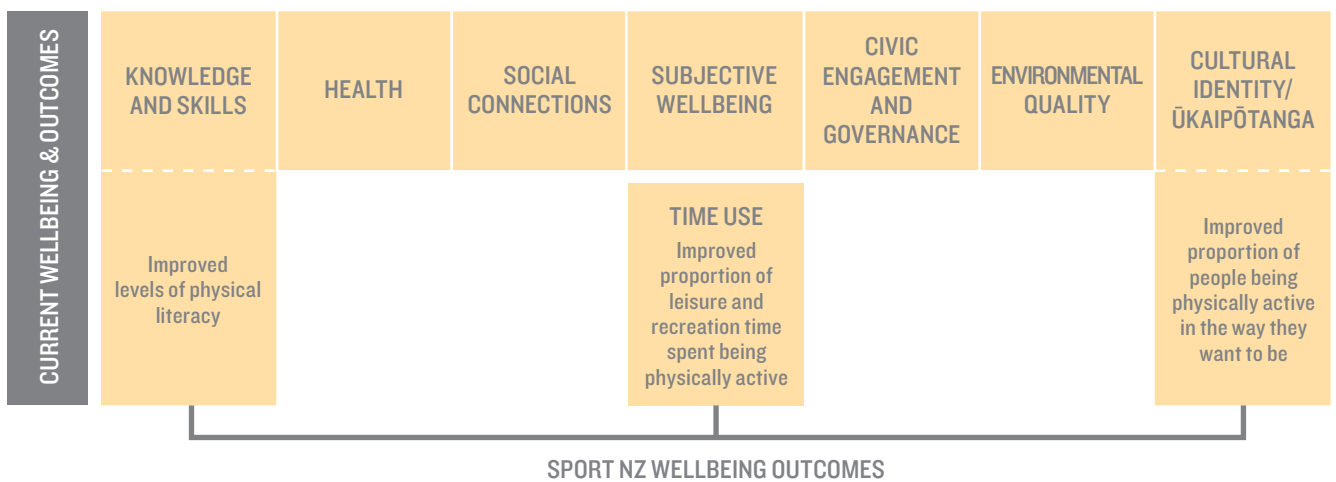 CURRENT WELLBEING & OUTCOMES
KNOWLEDGE
AND SKILLS
HEALTH
SOCIAL
CONNECTIONS
SUBJECTIVE
WELLBEING
CIVIC
ENGAGEMENT
AND
GOVERNANCE
ENVIRONMENTAL
QUALITY
CULTURAL
IDENTITY/
ŪKAIPŌTANGA
Improved
levels of physical
literacy
TIME USE
Improved
proportion of
leisure and
recreation time
spent being
physically active
Improved
proportion of
people being
physically active
in the way they
want to be
SPORT NZ WELLBEING OUTCOMES